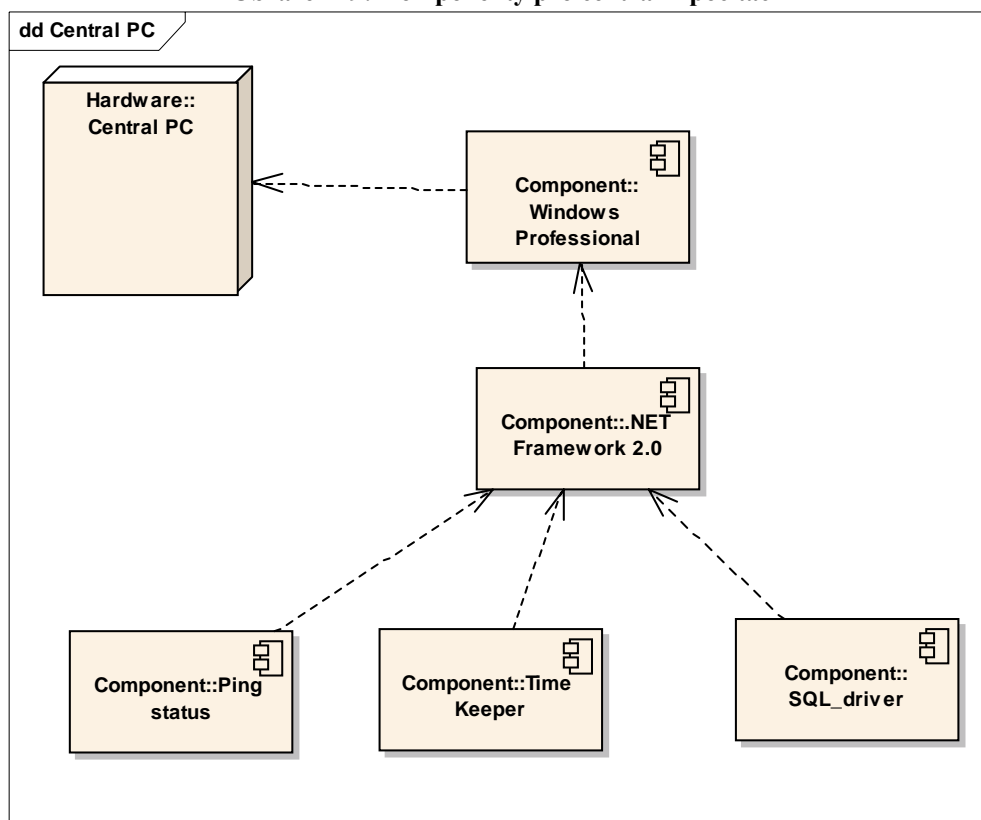 dd Central PC
Hardware::
Central PC
Component::
Windows
Professional
Component::.NET
Framework 2.0
Component::Ping
status
Component::Time
Keeper
Component::
SQL_driver